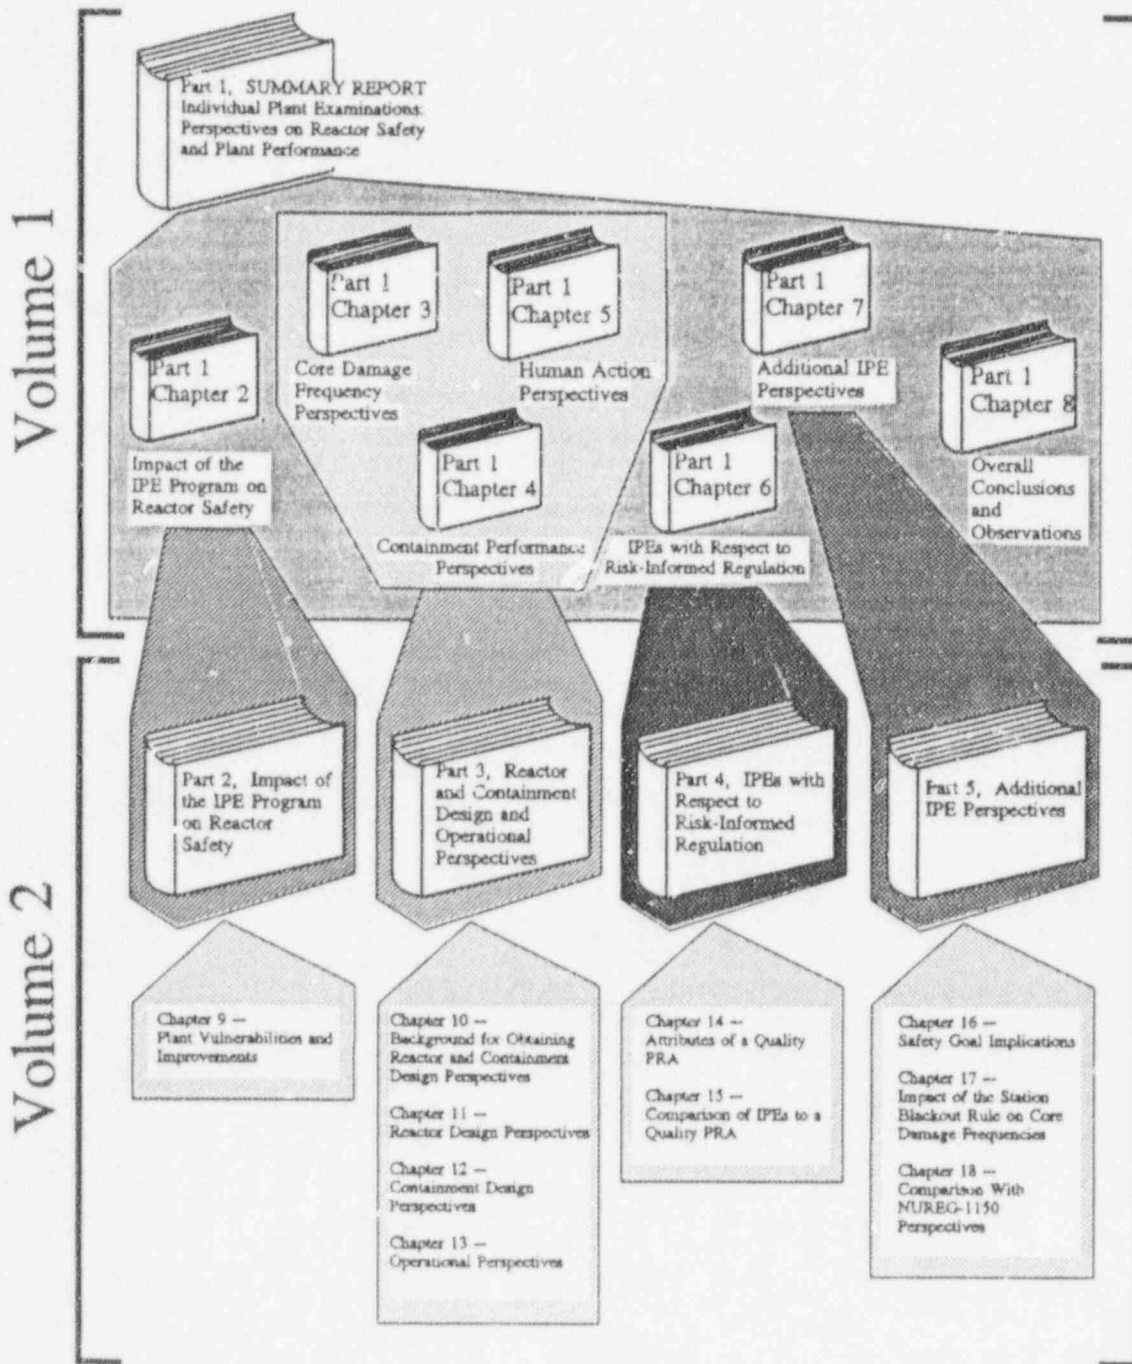 Volume 1
Part 1, SUMMARY REPORT
Individual Plant Examinations:
Perspectives on Reactor Safety
and Plant Performance
Part 1
Chapter 2
Impact of the
IPE Program on
Reactor Safety
Part 1
Chapter 3
Core Damage
Frequency
Perspectives
Part 1
Chapter 4
Containment Performance
Perspectives
Part 1
Chapter 5
Human Action
Perspectives
Part 1
Chapter 6
IPEs with Respect to
Risk-Informed Regulation
Part 1
Chapter 7
Additional IPE
Perspectives
Part 1
Chapter 8
Overall
Conclusions
and
Observations
Volume 2
Part 2, Impact of
the IPE Program
on Reactor
Safety
Part 3, Reactor
and Containment
Design and
Operational
Perspectives
Part 4, IPEs with
Respect to
Risk-Informed
Regulation
Part 5, Additional
IPE Perspectives
Chapter 9 --
Plant Vulnerabilities and
Improvements
Chapter 10 --
Background for Obtaining
Reactor and Containment
Design Perspectives
Chapter 11 --
Reactor Design Perspectives
Chapter 12 --
Containment Design
Perspectives
Chapter 13 --
Operational Perspectives
Chapter 14 --
Attributes of a Quality
PRA
Chapter 15 --
Comparison of IPEs to a
Quality PRA
Chapter 16 --
Safety Goal Implications
Chapter 17 --
Impact of the Station
Blackout Rule on Core
Damage Frequencies
Chapter 18 --
Comparison With
NUREG-1150
Perspectives